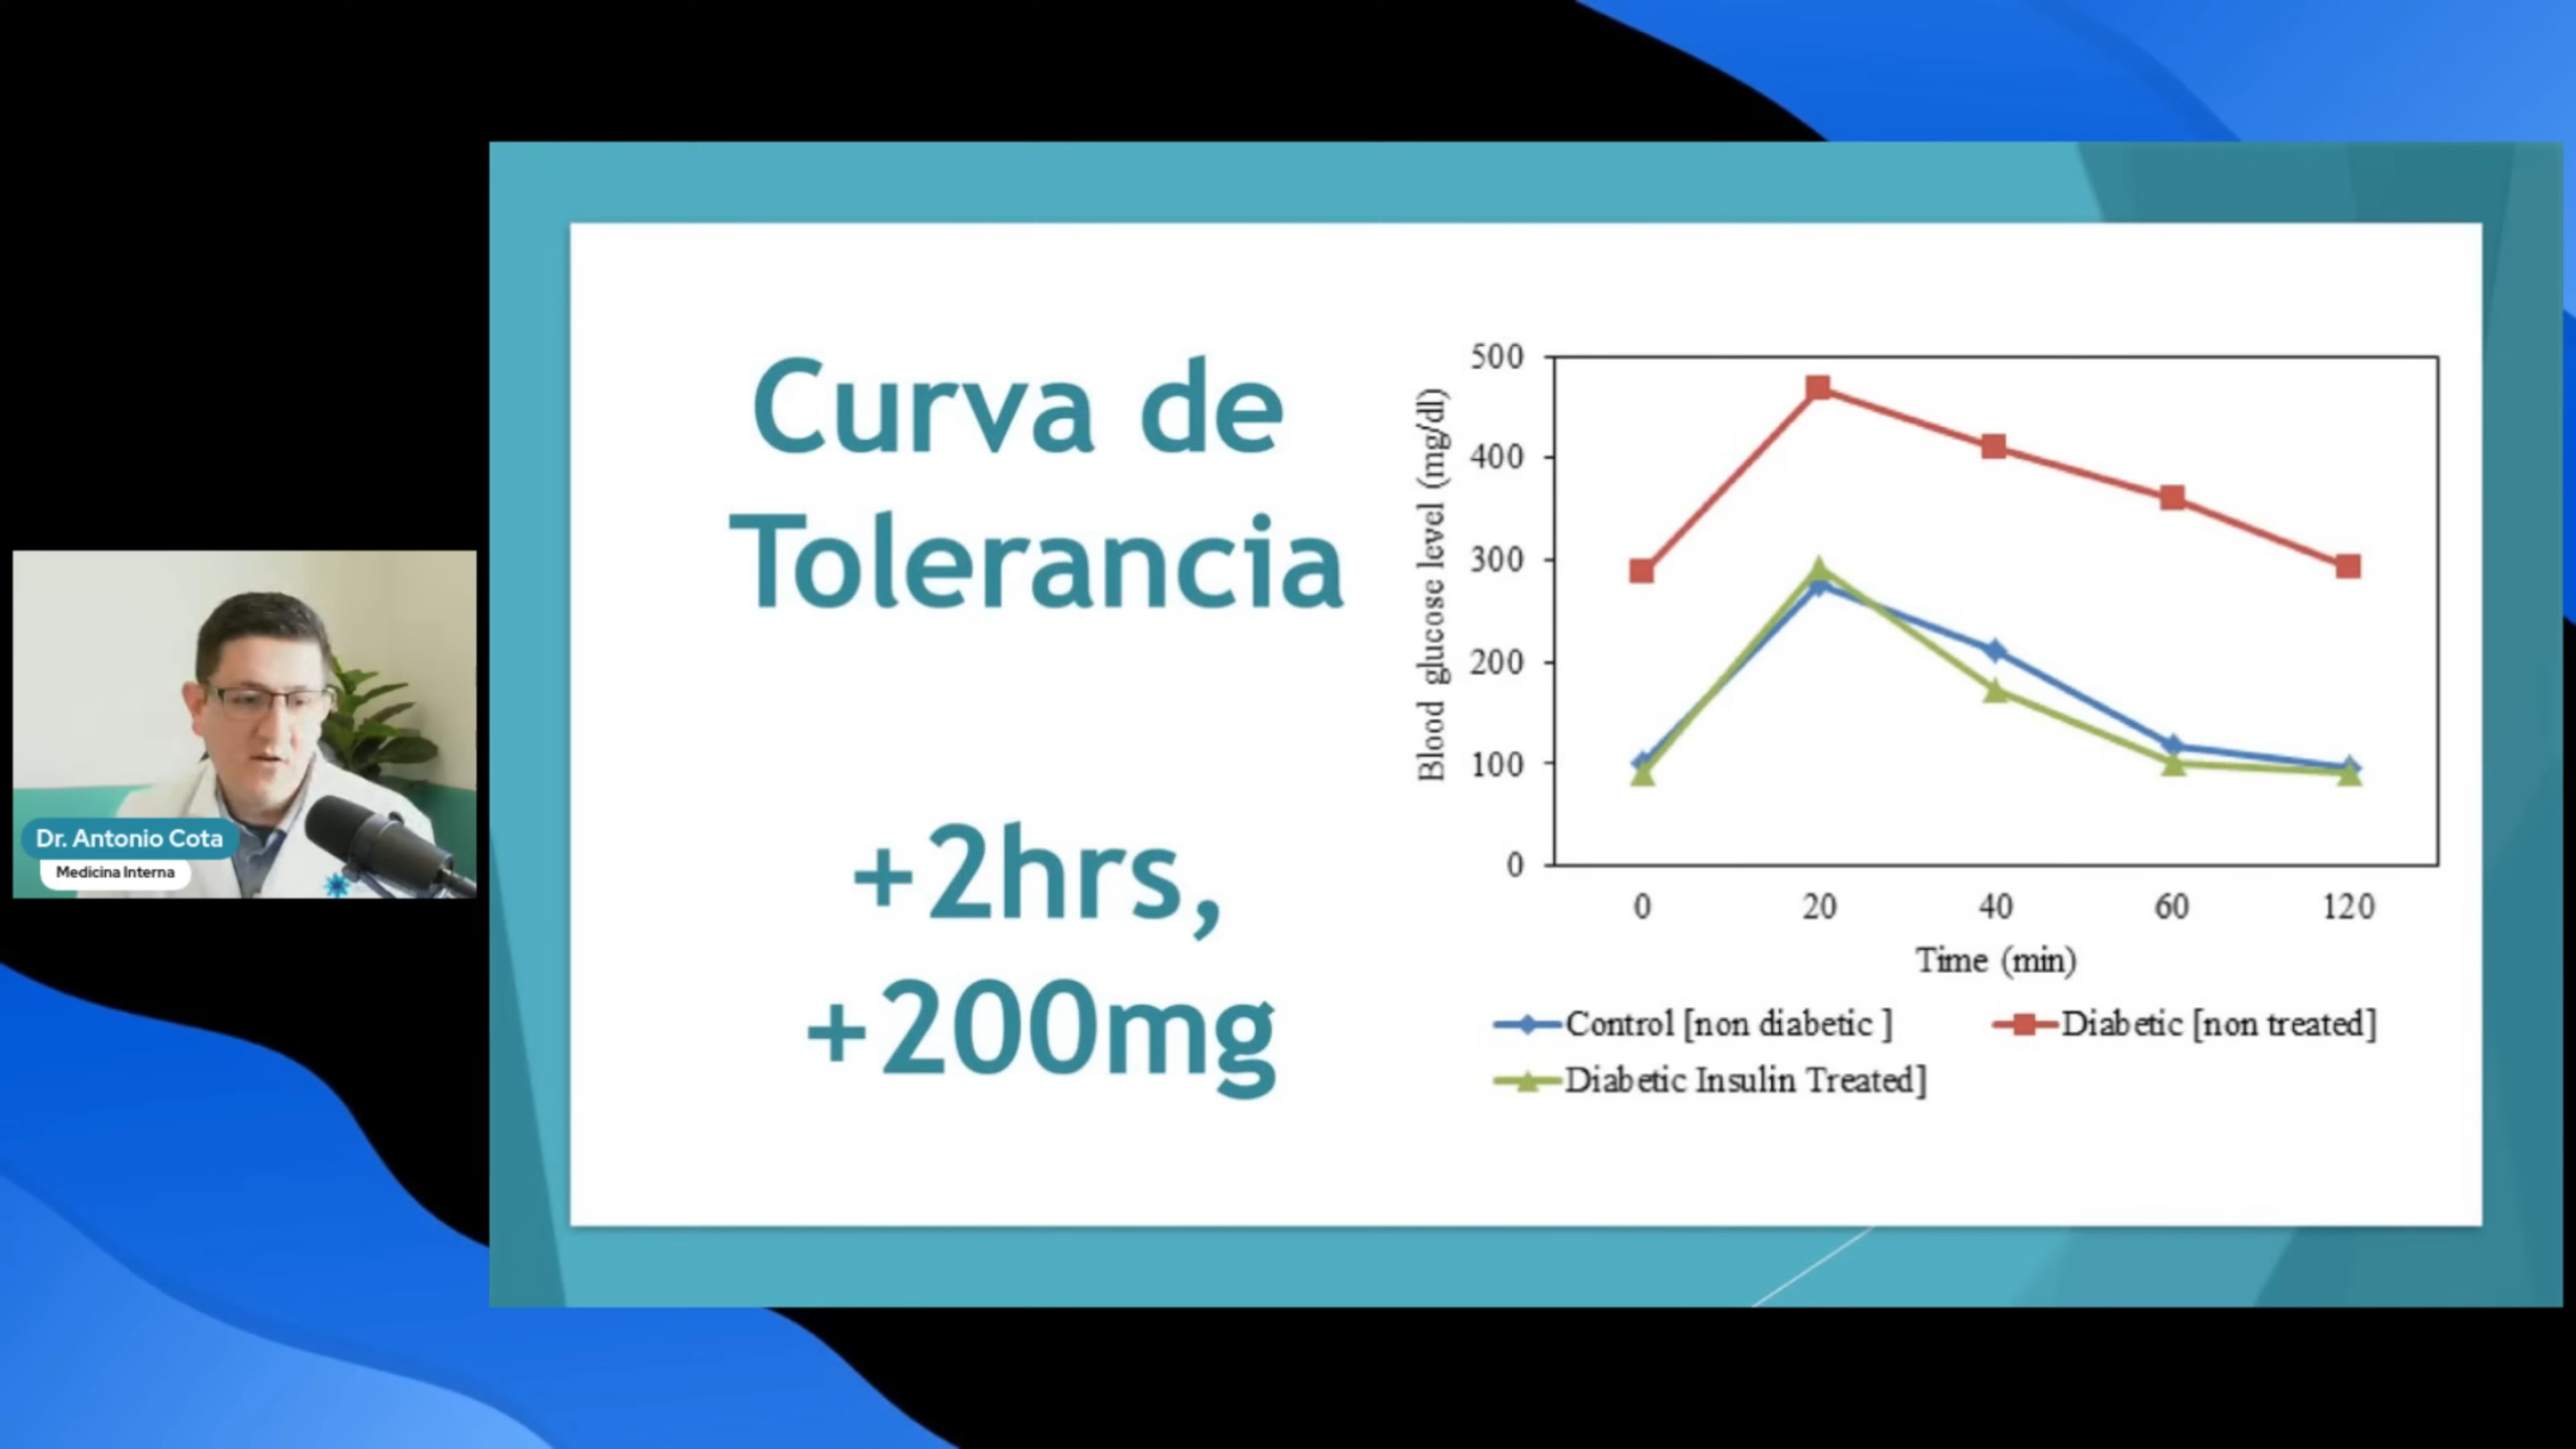 Curva de
Tolerancia
+2hrs,
+200mg
Blood glucose level (mg/dl)
500
400
300
200
100
0
0 20 40 60 120
Time (min)
Control [non diabetic ] Diabetic [non treated]
Diabetic Insulin Treated]
Dr. Antonio Cota
Medicina Interna